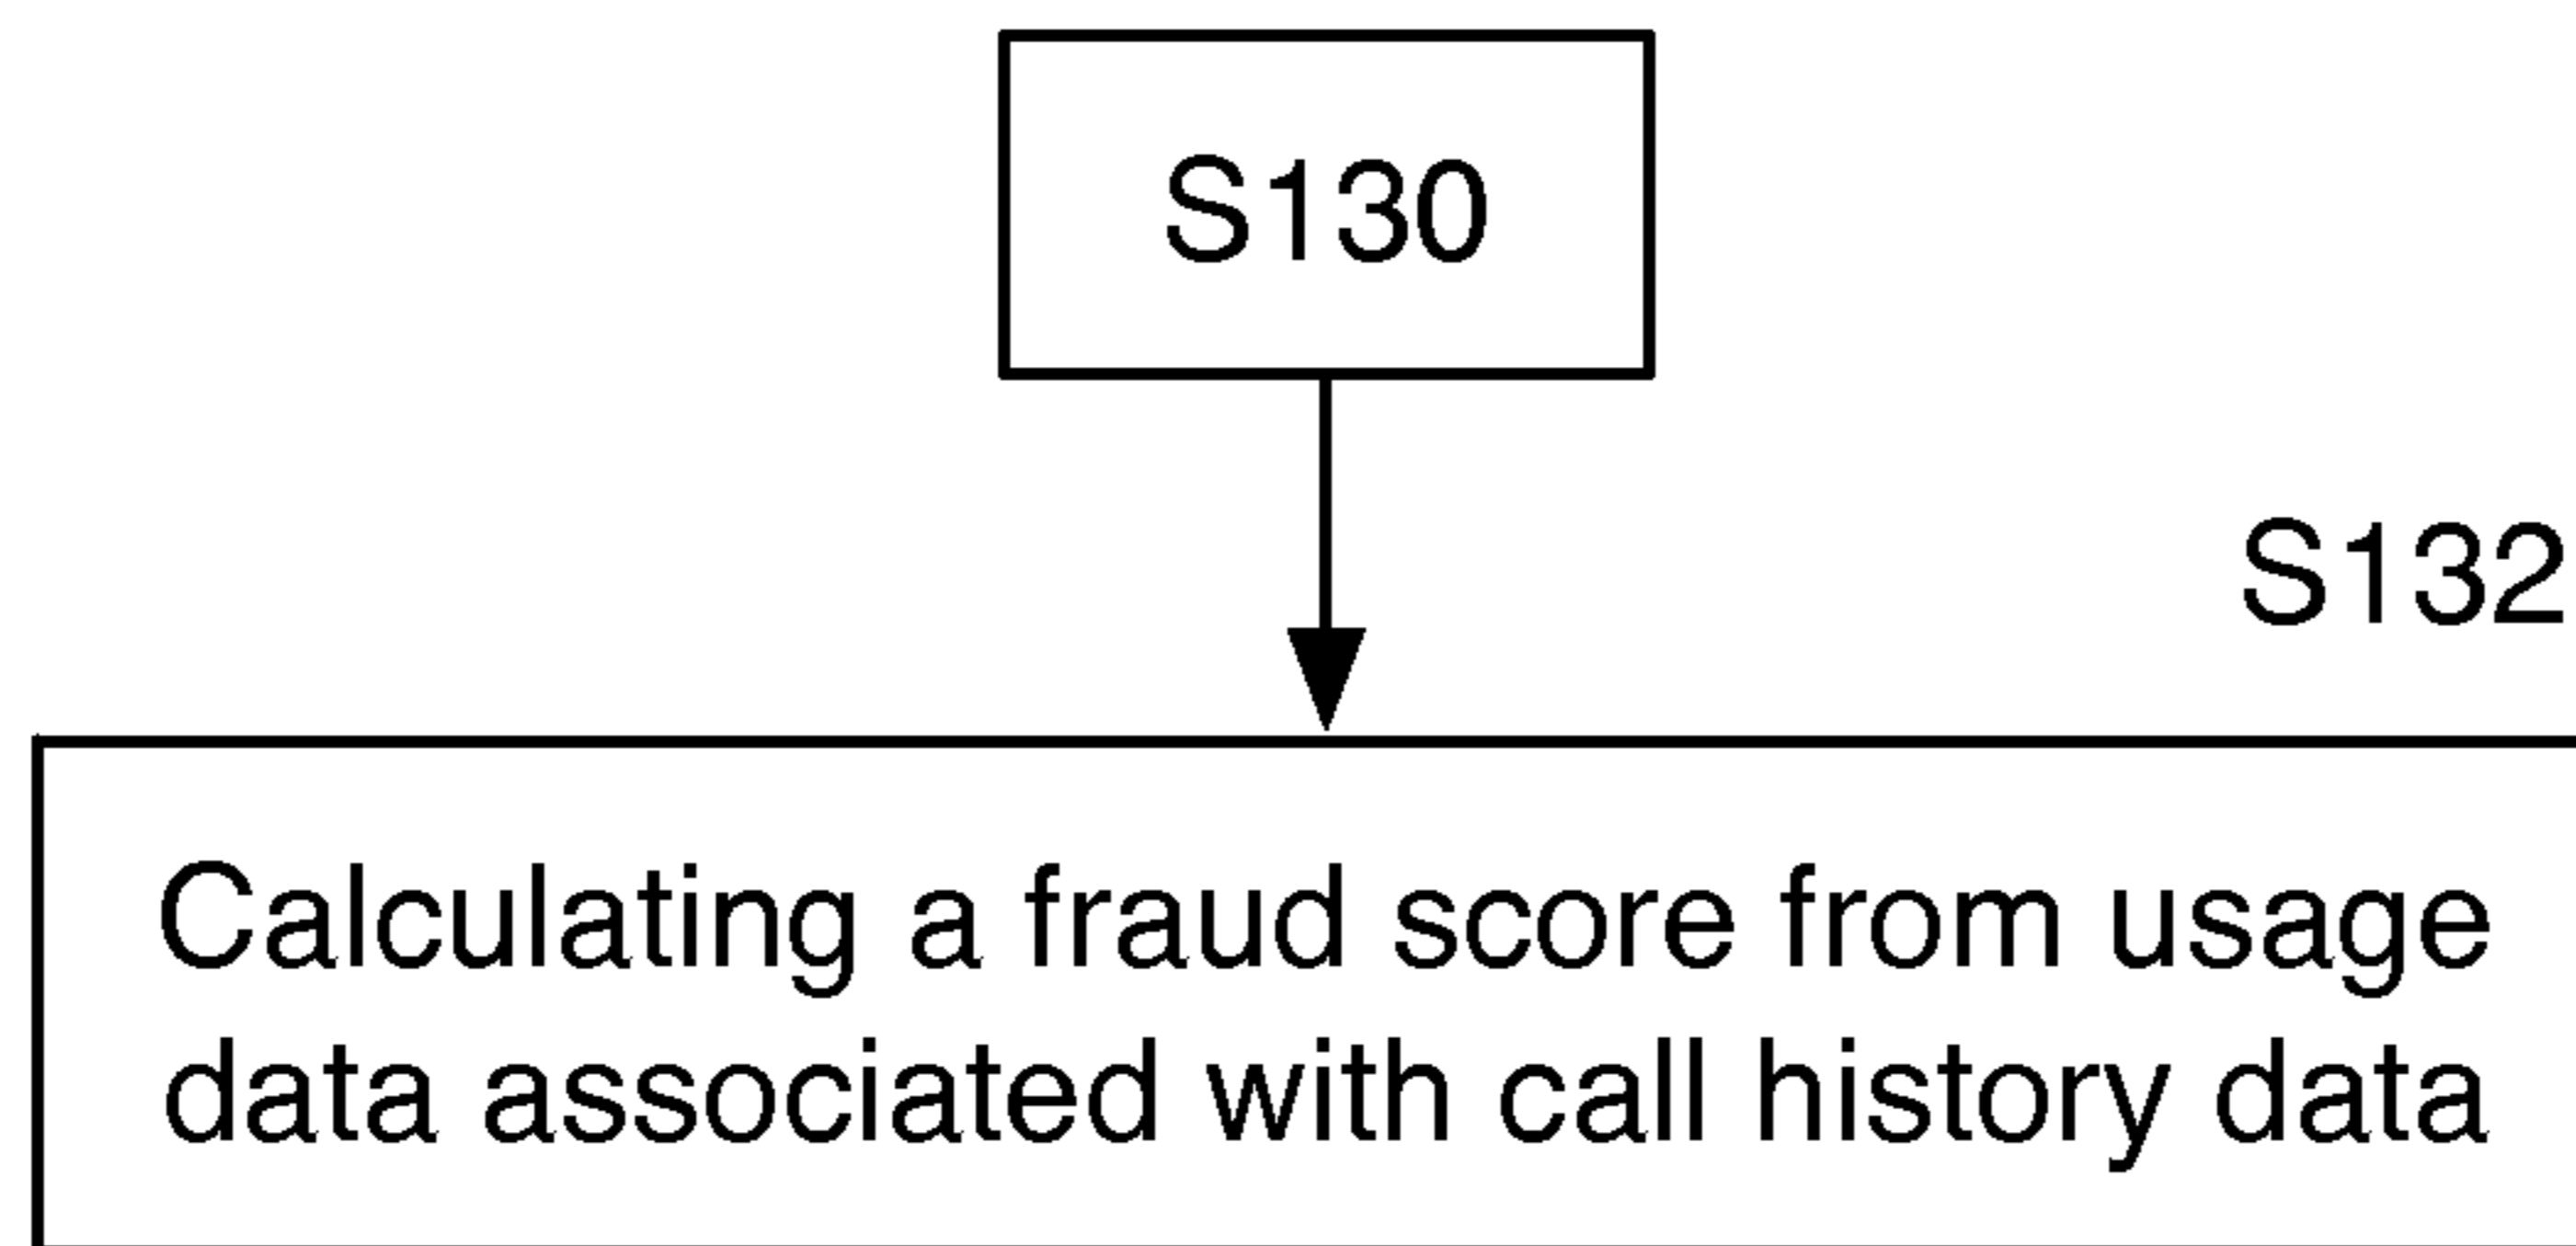 S130
S132
Calculating a fraud score from usage
data associated with call history data